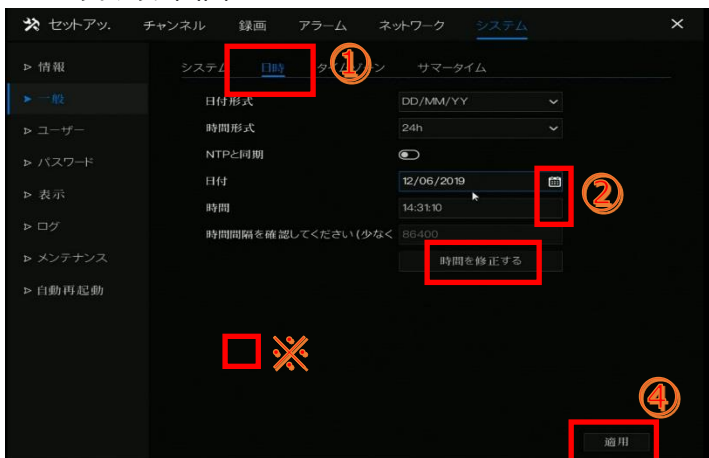 セットアッ. チャンネル 録画 アラーム ネットワーク システム ×
情報 システム 日時 ① タイムゾーン サマータイム
一般 日付形式 DD/MM/YY
ユーザー 時間形式 24h
パスワード NTPと同期
表示 日付 12/06/2019 ②
時間 14:31:10
ログ 時間間隔を確認してください(少なく 86400
メンテナンス 時間を修正する
自動再起動
※
④
適用